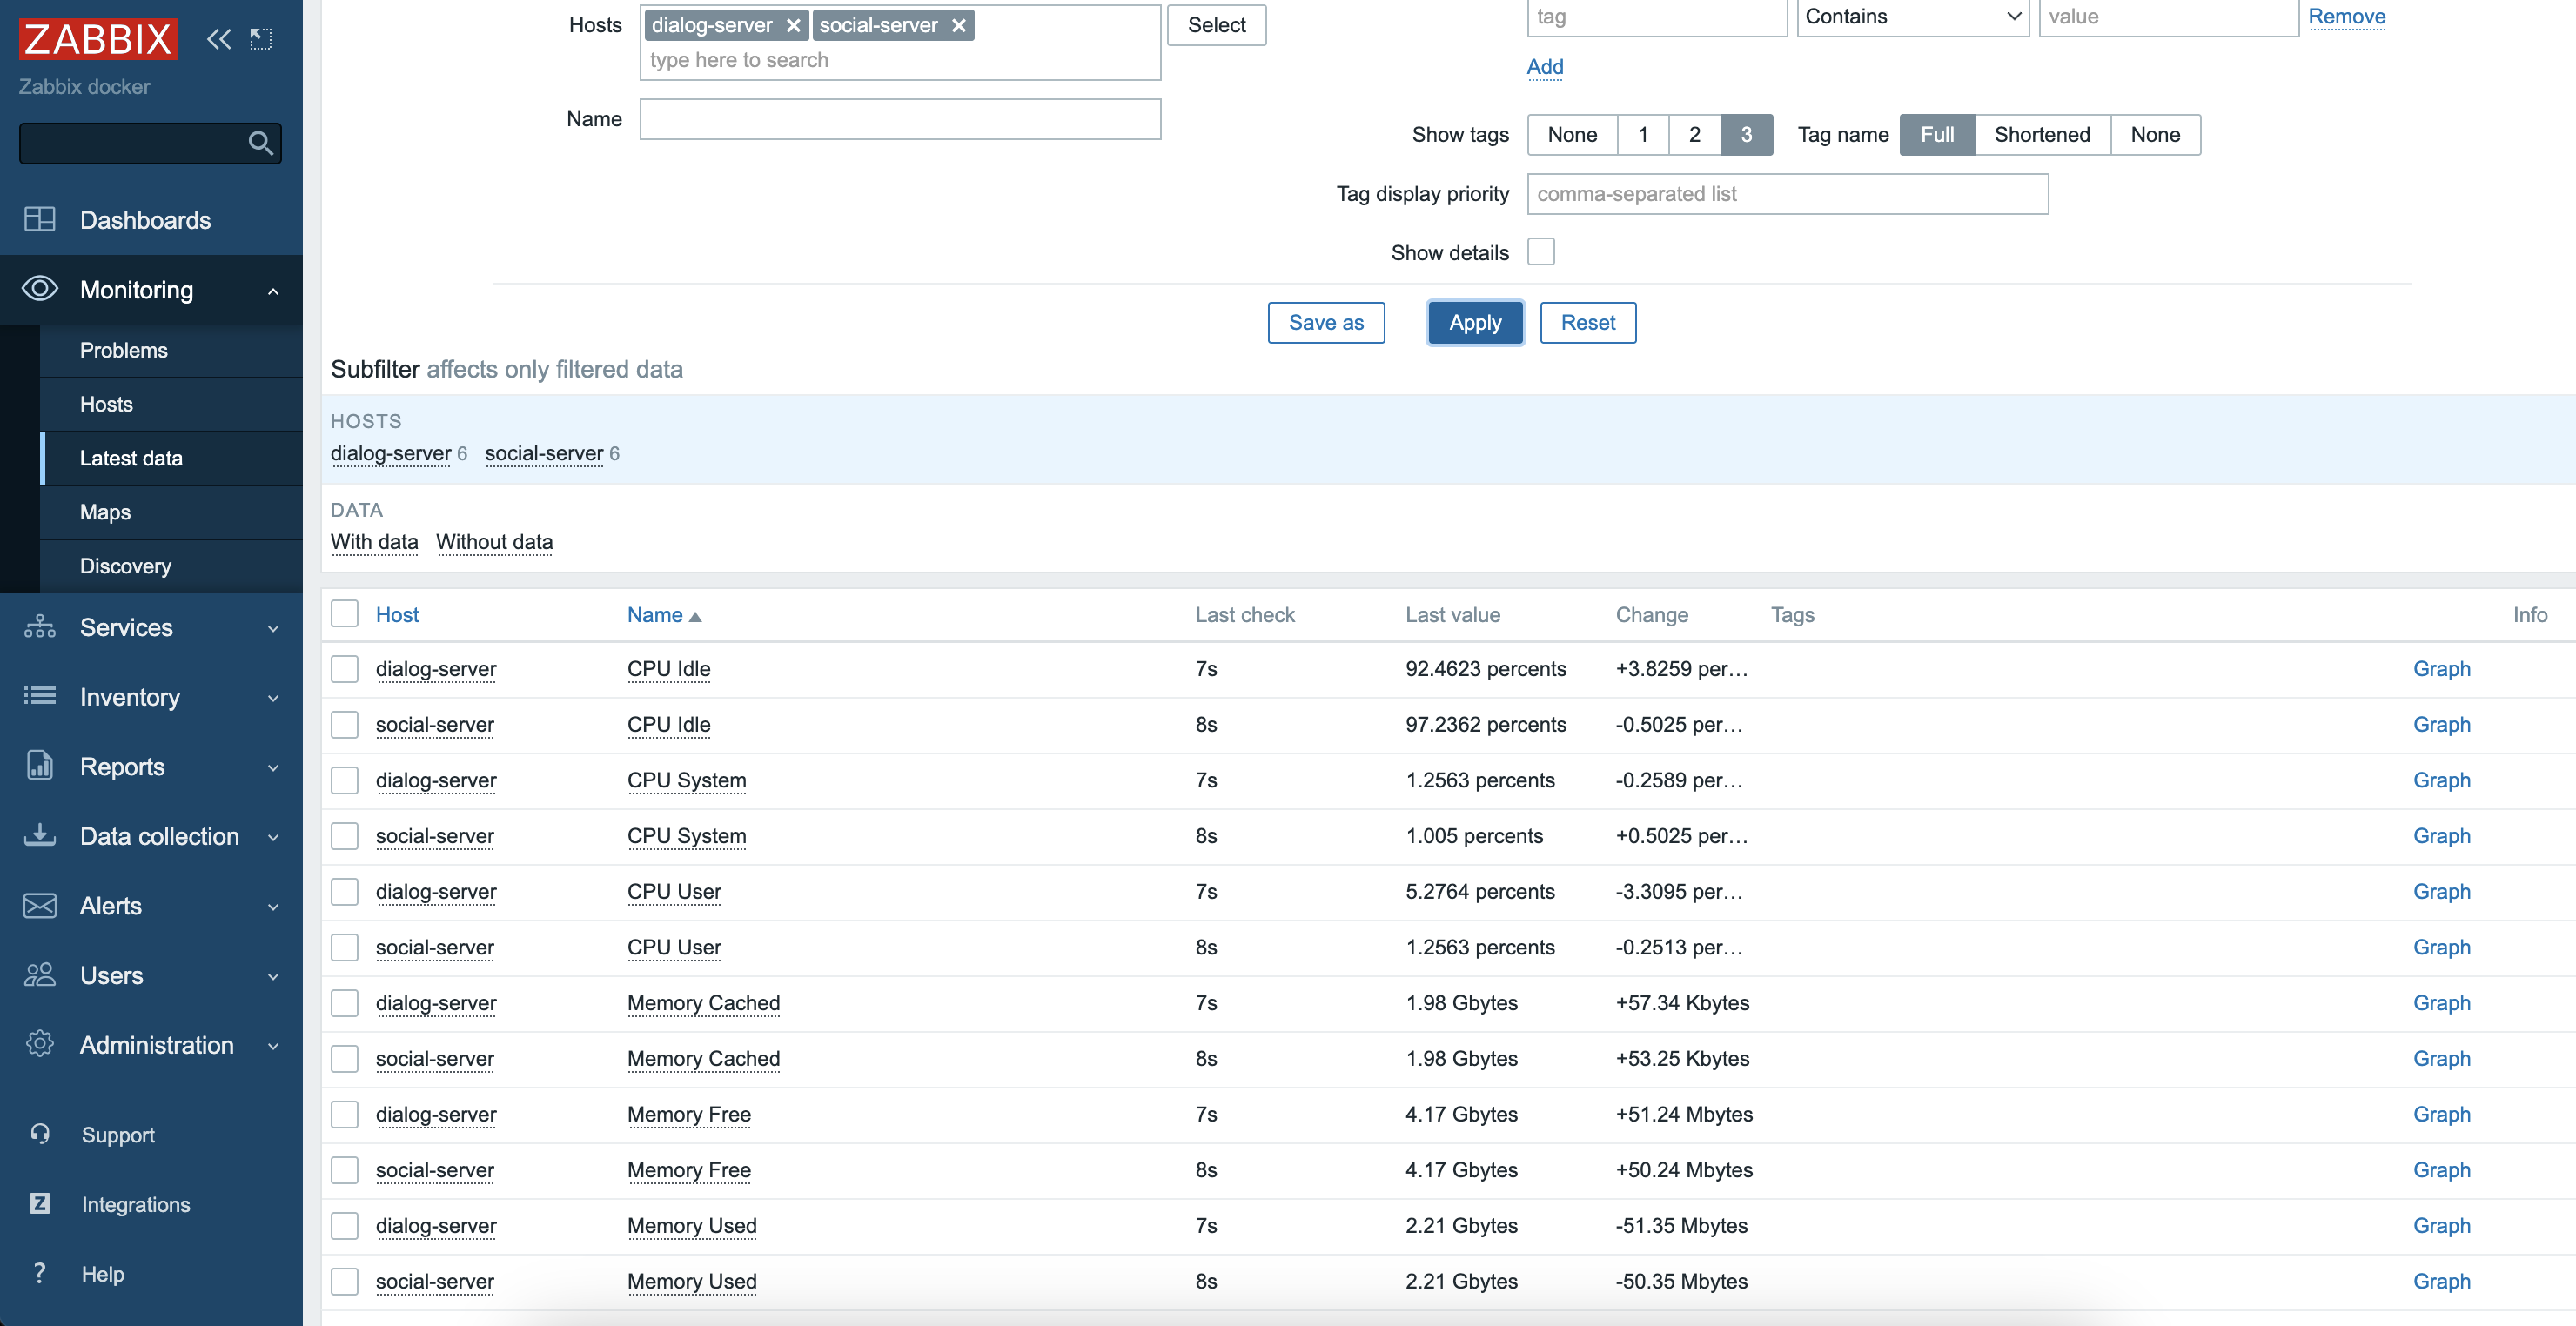 ZABBIX
Zabbix docker
Dashboards
Monitoring
Problems
Hosts
Latest data
Maps
Discovery
Services
Inventory
Reports
Data collection
Alerts
Users
Administration
Support
Integrations
Help
Hosts dialog-server social-server Select
type here to search
Name
tag Contains value Remove
Add
Show tags None 1 2 3 Tag name Full Shortened None
Tag display priority comma-separated list
Show details
Save as Apply Reset
Subfilter affects only filtered data
HOSTS
dialog-server 6 social-server 6
DATA
With data Without data
Host Name Last check Last value Change Tags Info
dialog-server CPU Idle 7s 92.4623 percents +3.8259 per… Graph
social-server CPU Idle 8s 97.2362 percents -0.5025 per… Graph
dialog-server CPU System 7s 1.2563 percents -0.2589 per… Graph
social-server CPU System 8s 1.005 percents +0.5025 per… Graph
dialog-server CPU User 7s 5.2764 percents -3.3095 per… Graph
social-server CPU User 8s 1.2563 percents -0.2513 per… Graph
dialog-server Memory Cached 7s 1.98 Gbytes +57.34 Kbytes Graph
social-server Memory Cached 8s 1.98 Gbytes +53.25 Kbytes Graph
dialog-server Memory Free 7s 4.17 Gbytes +51.24 Mbytes Graph
social-server Memory Free 8s 4.17 Gbytes +50.24 Mbytes Graph
dialog-server Memory Used 7s 2.21 Gbytes -51.35 Mbytes Graph
social-server Memory Used 8s 2.21 Gbytes -50.35 Mbytes Graph